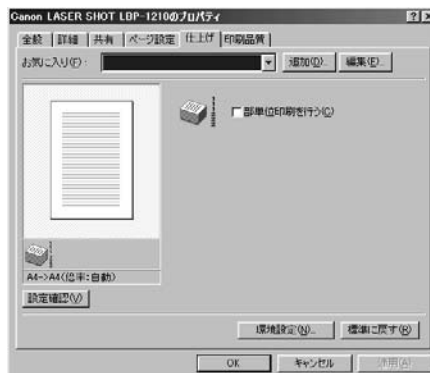 Canon LASER SHOT LBP-1210のプロパティ
全般 詳細 共有 ページ設定 仕上げ 印刷品質
お気に入り(F): 追加(D)... 編集(E)...
部単位印刷を行う(C)
A4->A4(倍率:自動)
設定確認(V)
環境設定(N)... 標準に戻す(R)
OK キャンセル 適用(A)